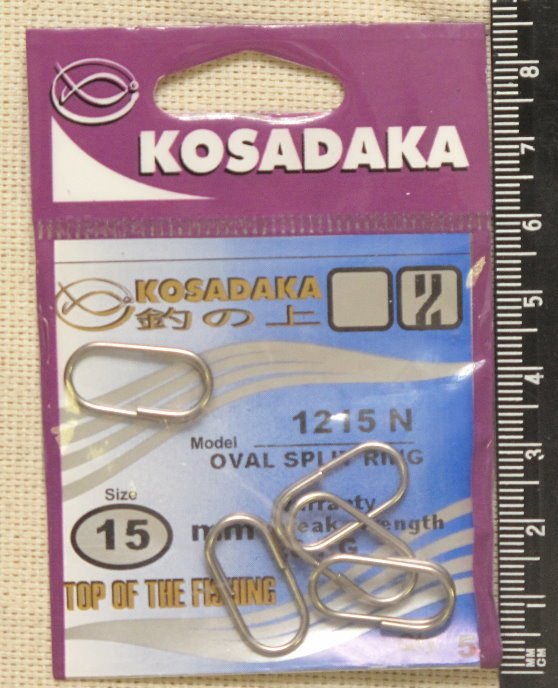 KOSADAKA
KOSADAKA
釣の上
1215 N
Model
OVAL SPLIT RING
Size
15
mm
TOP OF THE FISHING
5
8
7
6
5
4
3
2
MM
CM